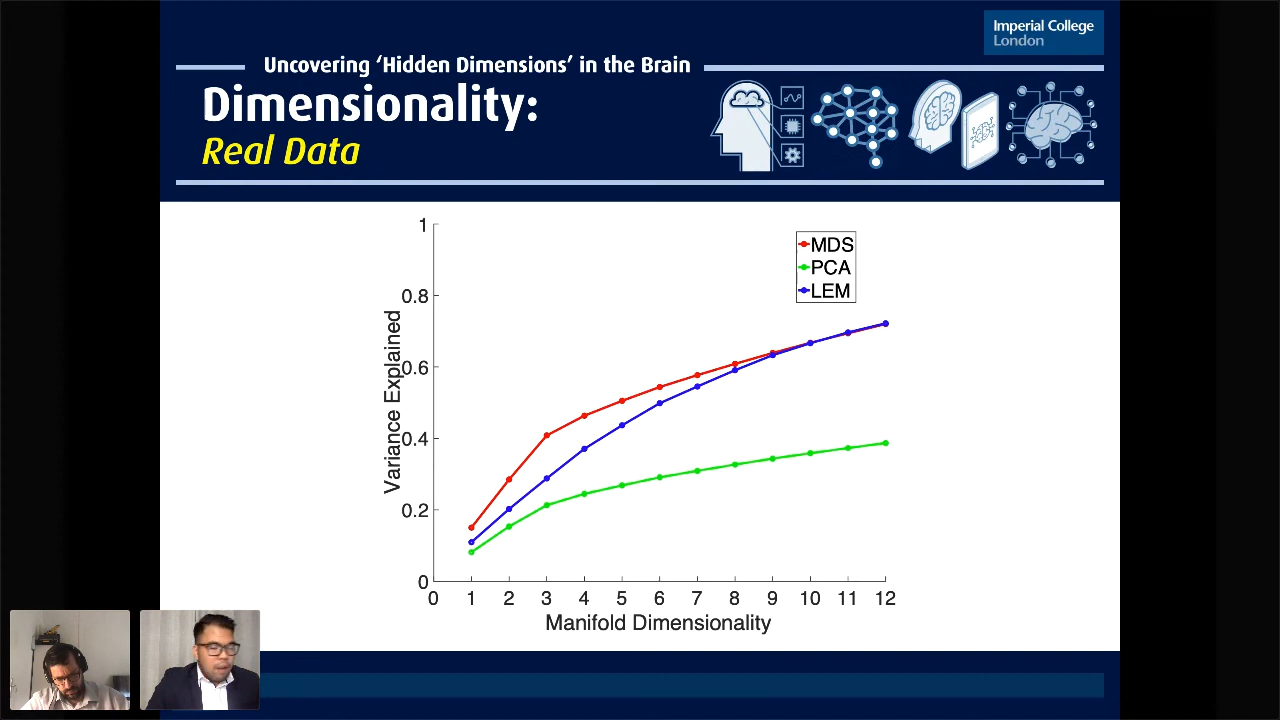 Imperial College
London
Uncovering ‘Hidden Dimensions’ in the Brain
Dimensionality:
Real Data
1
0.8
0.6
0.4
0.2
0
Variance Explained
MDS
PCA
LEM
0 1 2 3 4 5 6 7 8 9 10 11 12
Manifold Dimensionality